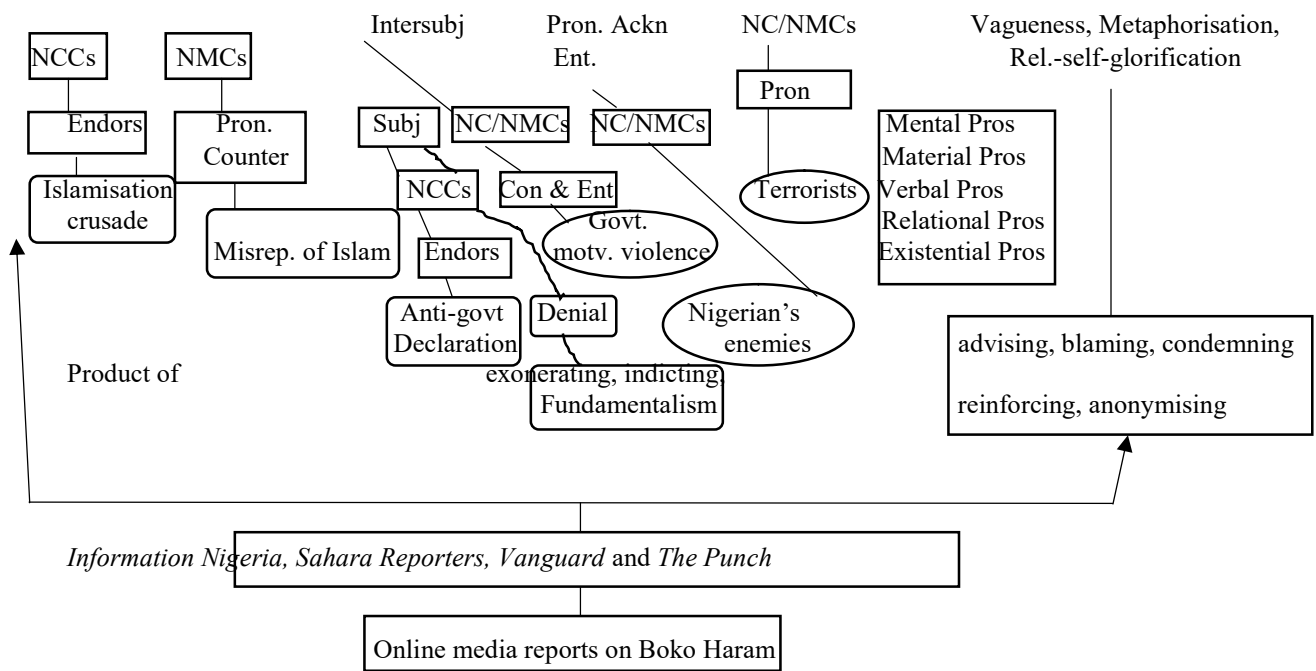 Intersubj
Pron. Ackn
Ent.
NC/NMCs
Vagueness, Metaphorisation,
Rel.-self-glorification
NCCs
NMCs
Pron
Endors
Pron.
Counter
Subj
NC/NMCs
NC/NMCs
Mental Pros
Material Pros
Verbal Pros
Relational Pros
Existential Pros
Islamisation
crusade
NCCs
Con & Ent
Terrorists
Misrep. of Islam
Endors
Govt.
motv. violence
Anti-govt
Declaration
Denial
Nigerian’s
enemies
advising, blaming, condemning
reinforcing, anonymising
Product of
exonerating, indicting,
Fundamentalism
Information Nigeria, Sahara Reporters, Vanguard and The Punch
Online media reports on Boko Haram